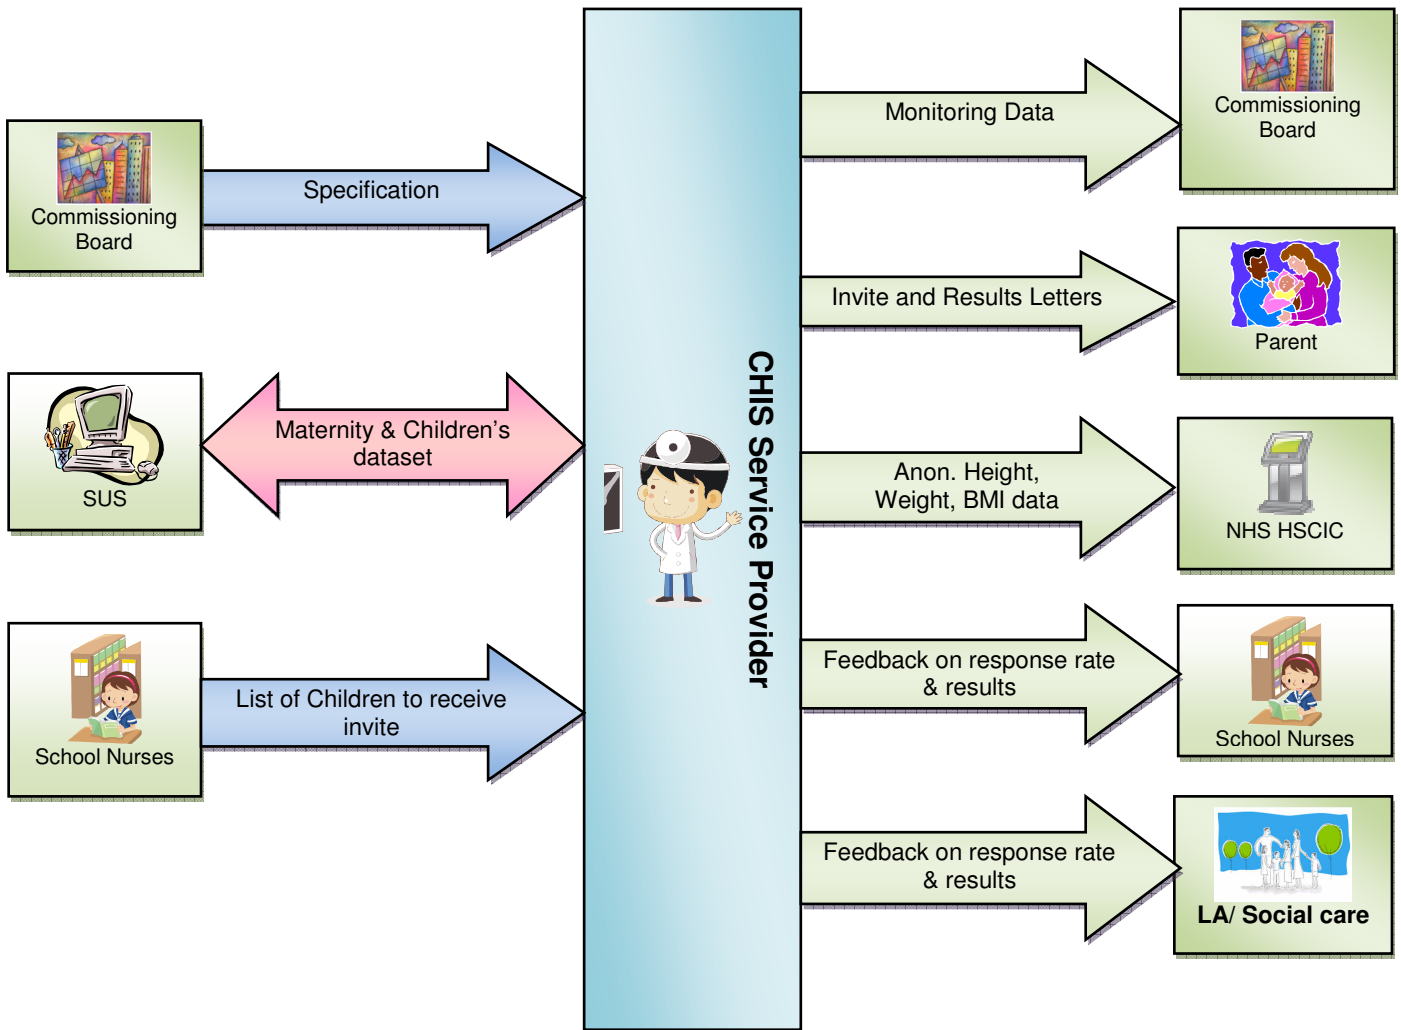 Commissioning
Board
Specification
SUS
Maternity & Children's
dataset
School Nurses
List of Children to receive
invite
CHIS Service Provider
Monitoring Data
Commissioning
Board
Invite and Results Letters
Parent
Anon. Height,
Weight, BMI data
NHS HSCIC
Feedback on response rate
& results
School Nurses
Feedback on response rate
& results
LA/ Social care